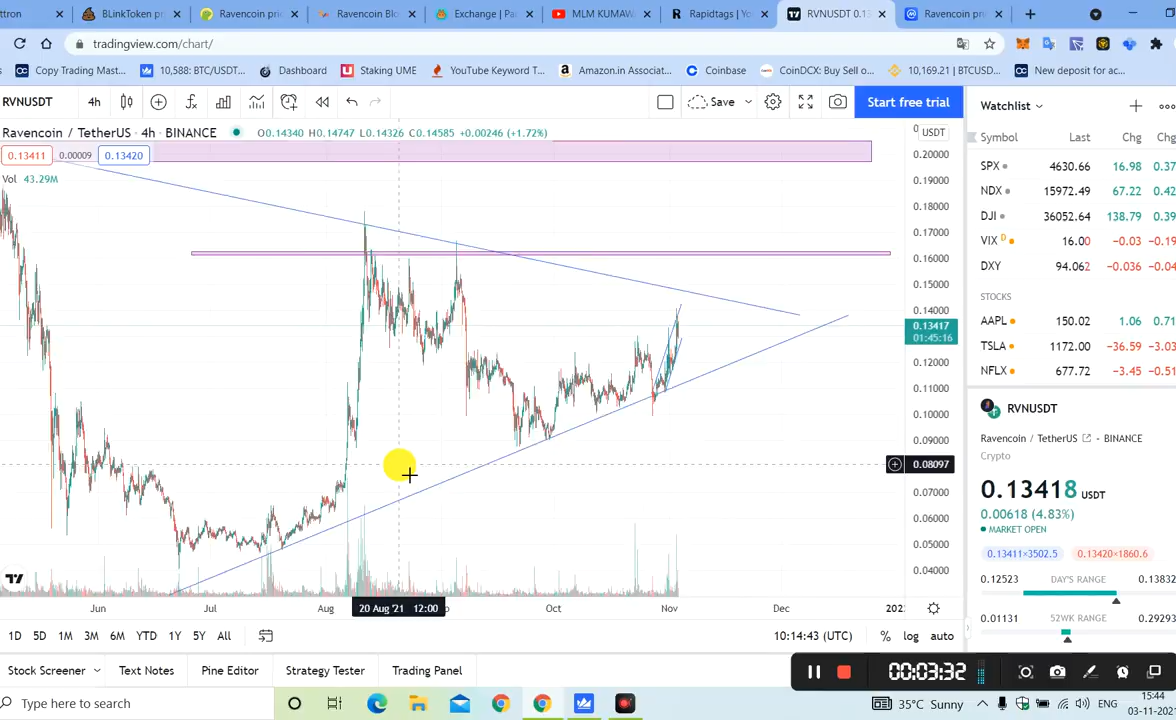 Ravencoin pri
Ravencoin pric
Exchange | Pan
MLM KUMAW
Rapidtags | Yo
RVNUSDT 0.13
Ravencoin pri
tradingview.com/chart/
Copy Trading Mast...
10,588: BTC/USDT...
Dashboard
Staking UME
YouTube Keyword T...
Amazon.in Associat...
Coinbase
CoinDCX: Buy Sell o...
10,169.21 | BTCUSD...
New deposit for ac...
RVNUSDT
4h
Save
Start free trial
Watchlist
Ravencoin / TetherUS · 4h · BINANCE
O0.14340 H0.14747 L0.14326 C0.14585 +0.00246 (+1.72%)
USDT
Symbol Last Chg Chg
0.13411 0.00009 0.13420
Vol 43.29M
0.20000
0.19000
0.18000
0.17000
0.16000
0.15000
0.14000
0.13417
01:45:16
0.12000
0.11000
0.10000
0.09000
0.08097
0.07000
0.06000
0.05000
0.04000
SPX 4630.66 16.98 0.37
NDX 15972.49 67.22 0.42
DJI 36052.64 138.79 0.39
VIX D 16.00 −0.03 −0.19
DXY 94.062 −0.036 −0.04
STOCKS
AAPL 150.02 1.06 0.71
TSLA 1172.00 −36.59 −3.03
NFLX 677.72 −3.45 −0.51
RVNUSDT
Ravencoin / TetherUS · BINANCE
Crypto
0.13418 USDT
0.00618 (4.83%)
MARKET OPEN
0.13411×3502.5 0.13420×1860.6
0.12523 DAY'S RANGE 0.13832
0.01131 52WK RANGE 0.29293
Jun Jul Aug 20 Aug '21 12:00 Oct Nov Dec 202
1D 5D 1M 3M 6M YTD 1Y 5Y All
10:14:43 (UTC) % log auto
Stock Screener Text Notes Pine Editor Strategy Tester Trading Panel
00:03:32
Type here to search
35°C Sunny
ENG
15:44
03-11-202